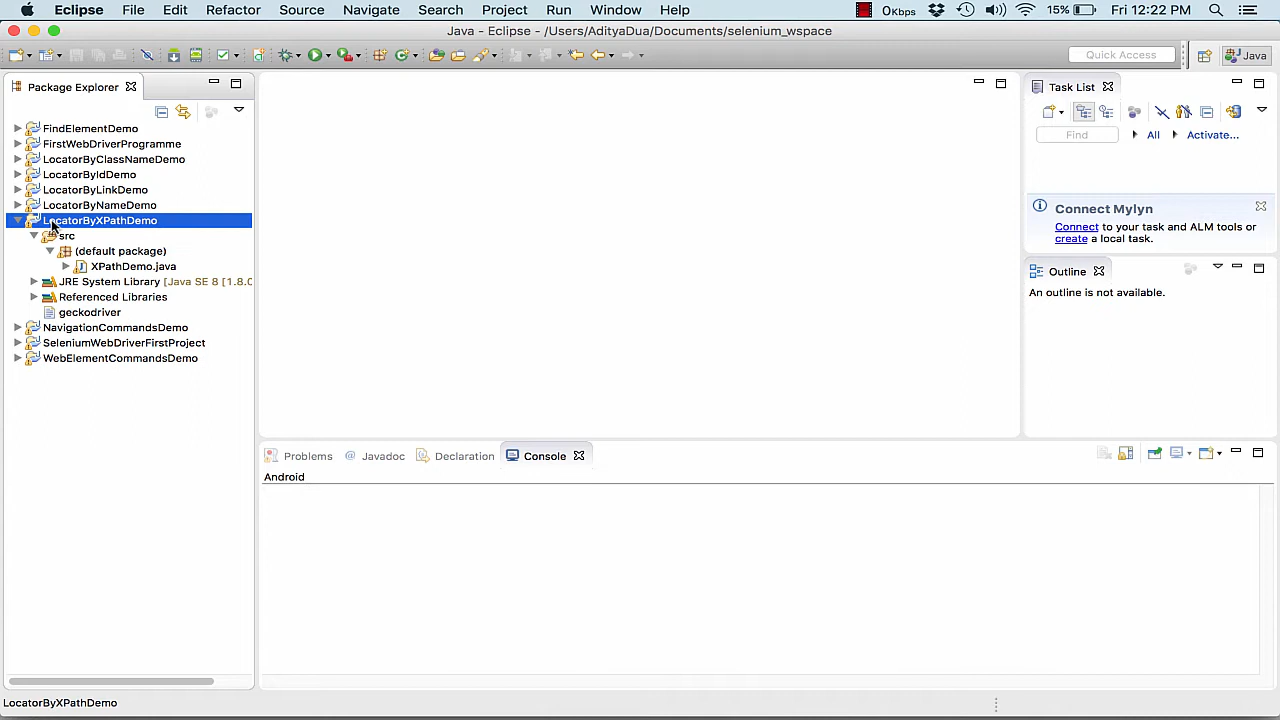 Eclipse File Edit Refactor Source Navigate Search Project Run Window Help 0Kbps 15% Fri 12:22 PM
Java - Eclipse - /Users/AdityaDua/Documents/selenium_wspace
Quick Access Java
Package Explorer
FindElementDemo
FirstWebDriverProgramme
LocatorByClassNameDemo
LocatorByIdDemo
LocatorByLinkDemo
LocatorByNameDemo
LocatorByXPathDemo
src
(default package)
XPathDemo.java
JRE System Library [Java SE 8 [1.8.0
Referenced Libraries
geckodriver
NavigationCommandsDemo
SeleniumWebDriverFirstProject
WebElementCommandsDemo
Task List
Find All Activate...
Connect Mylyn
Connect to your task and ALM tools or
create a local task.
Outline
An outline is not available.
Problems @ Javadoc Declaration Console
Android
LocatorByXPathDemo